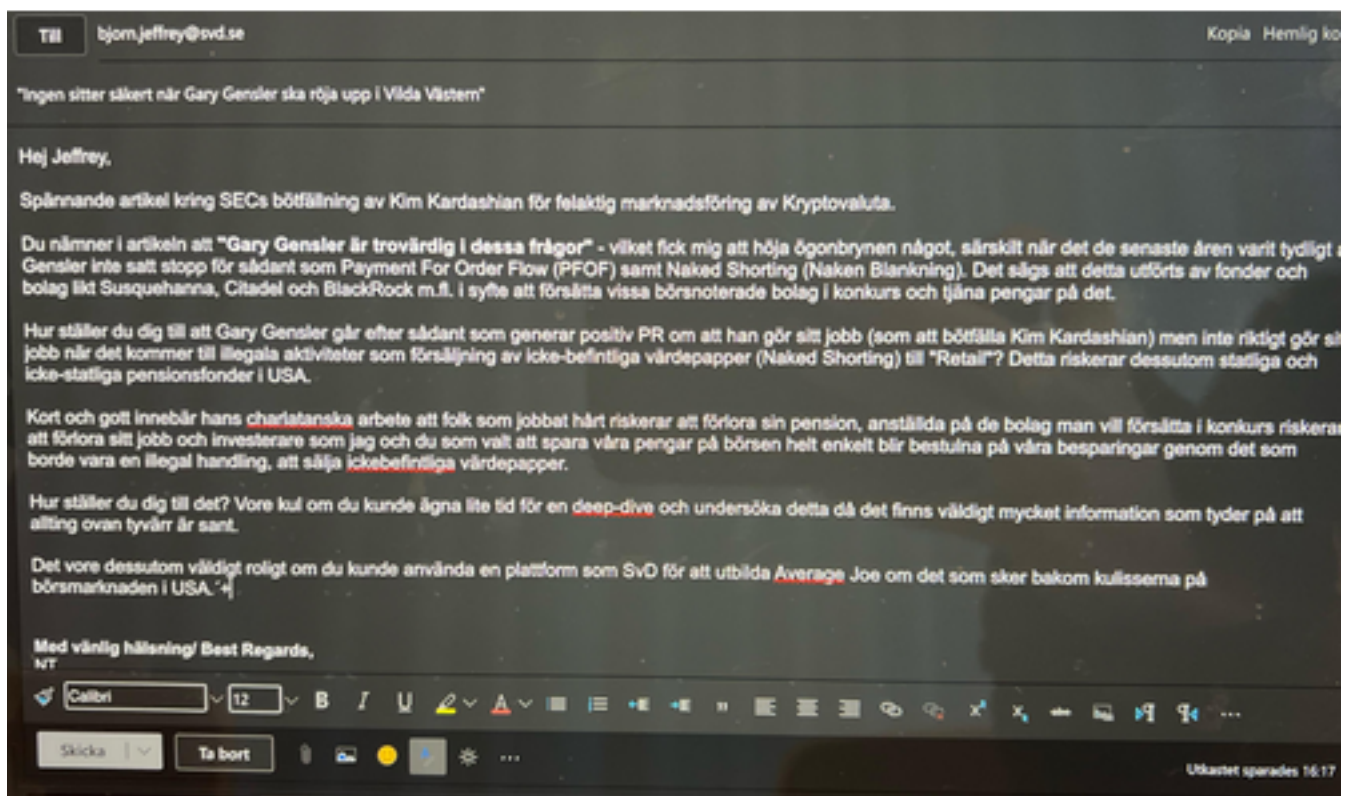 Till
bjorn.jeffrey@svd.se
Kopia Hemlig ko
"Ingen sitter säkert när Gary Gensler ska röja upp i Vilda Västern"
Hej Jeffrey,
Spännande artikel kring SECs bötfällning av Kim Kardashian för felaktig marknadsföring av Kryptovaluta.
Du nämner i artikeln att "Gary Gensler är trovärdig i dessa frågor" - vilket fick mig att höja ögonbrynen något, särskilt när det de senaste åren varit tydligt a
Gensler inte satt stopp för sådant som Payment For Order Flow (PFOF) samt Naked Shorting (Naken Blankning). Det sägs att detta utförts av fonder och
bolag likt Susquehanna, Citadel och BlackRock m.fl. i syfte att försätta vissa börsnoterade bolag i konkurs och tjäna pengar på det.
Hur ställer du dig till att Gary Gensler går efter sådant som generar positiv PR om att han gör sitt jobb (som att bötfälla Kim Kardashian) men inte riktigt gör sit
jobb när det kommer till illegala aktiviteter som försäljning av icke-befintliga värdepapper (Naked Shorting) till "Retail"? Detta riskerar dessutom statliga och
icke-statliga pensionsfonder i USA.
Kort och gott innebär hans charlatanska arbete att folk som jobbat hårt riskerar att förlora sin pension, anställda på de bolag man vill försätta i konkurs riskerar
att förlora sitt jobb och investerare som jag och du som valt att spara våra pengar på börsen helt enkelt blir bestulna på våra besparingar genom det som
borde vara en illegal handling, att sälja ickebefintliga värdepapper.
Hur ställer du dig till det? Vore kul om du kunde ägna lite tid för en deep-dive och undersöka detta då det finns väldigt mycket information som tyder på att
allting ovan tyvärr är sant.
Det vore dessutom väldigt roligt om du kunde använda en plattform som SvD för att utbilda Average Joe om det som sker bakom kulisserna på
börsmarknaden i USA.´+
Med vänlig hälsning/ Best Regards,
NT
Calibri 12 B I U A
Skicka Ta bort
Utkastet sparades 16:17